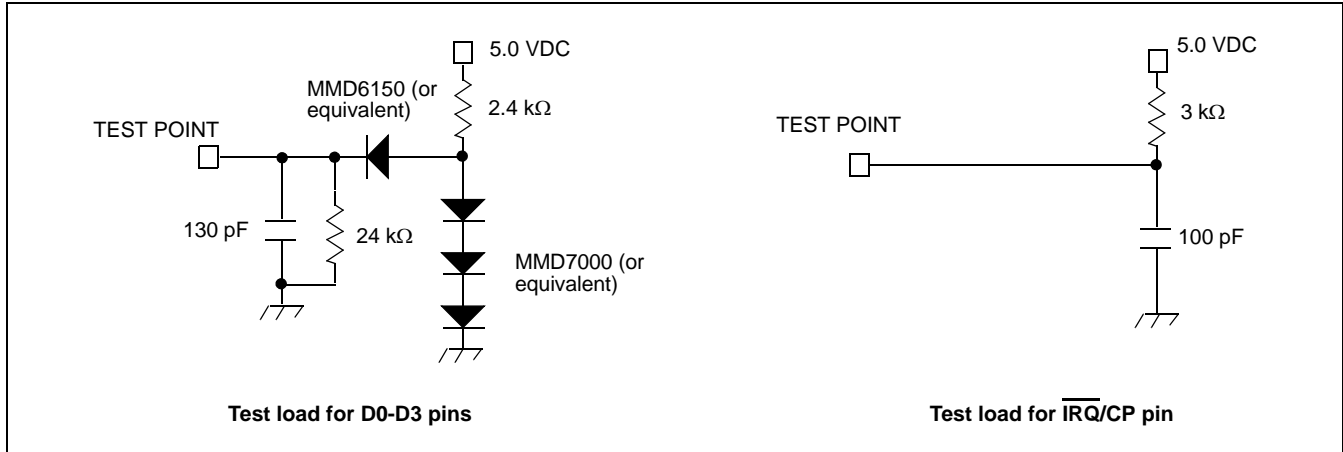 5.0 VDC
MMD6150 (or
equivalent)
2.4 kΩ
TEST POINT
130 pF
24 kΩ
MMD7000 (or
equivalent)
Test load for D0-D3 pins
5.0 VDC
3 kΩ
TEST POINT
100 pF
Test load for I̅R̅Q̅/CP pin